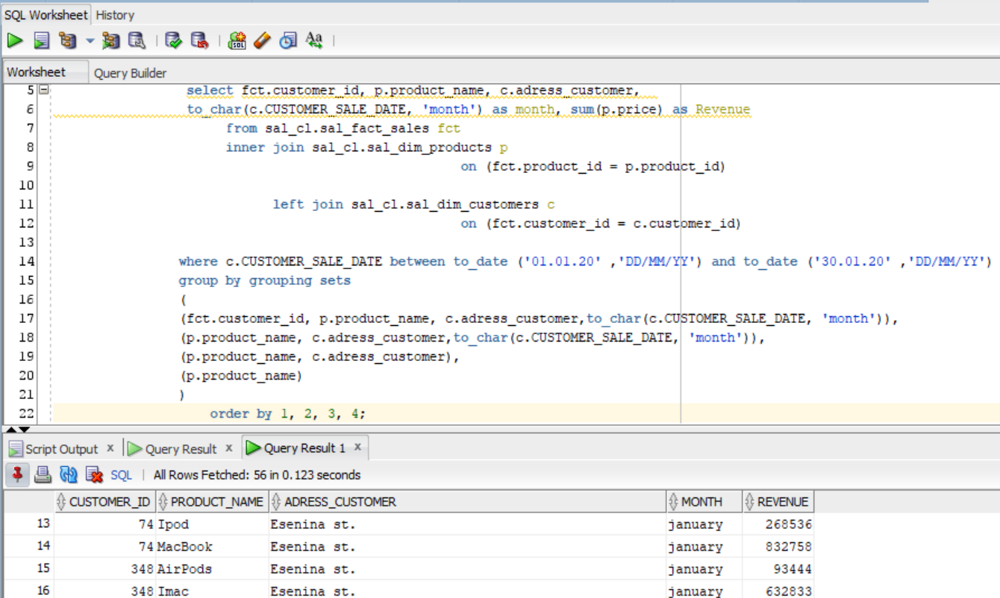 SQL Worksheet History
Worksheet Query Builder
5 select fct.customer_id, p.product_name, c.adress_customer,
6 to_char(c.CUSTOMER_SALE_DATE, 'month') as month, sum(p.price) as Revenue
7 from sal_cl.sal_fact_sales fct
8 inner join sal_cl.sal_dim_products p
9 on (fct.product_id = p.product_id)
10
11 left join sal_cl.sal_dim_customers c
12 on (fct.customer_id = c.customer_id)
13
14 where c.CUSTOMER_SALE_DATE between to_date ('01.01.20' ,'DD/MM/YY') and to_date ('30.01.20' ,'DD/MM/YY')
15 group by grouping sets
16 (
17 (fct.customer_id, p.product_name, c.adress_customer,to_char(c.CUSTOMER_SALE_DATE, 'month')),
18 (p.product_name, c.adress_customer,to_char(c.CUSTOMER_SALE_DATE, 'month')),
19 (p.product_name, c.adress_customer),
20 (p.product_name)
21 )
22 order by 1, 2, 3, 4;
Script Output x Query Result x Query Result 1 x
SQL | All Rows Fetched: 56 in 0.123 seconds
CUSTOMER_ID PRODUCT_NAME ADRESS_CUSTOMER MONTH REVENUE
13 74 Ipod Esenina st. january 268536
14 74 MacBook Esenina st. january 832758
15 348 AirPods Esenina st. january 93444
16 348 Imac Esenina st. january 632833